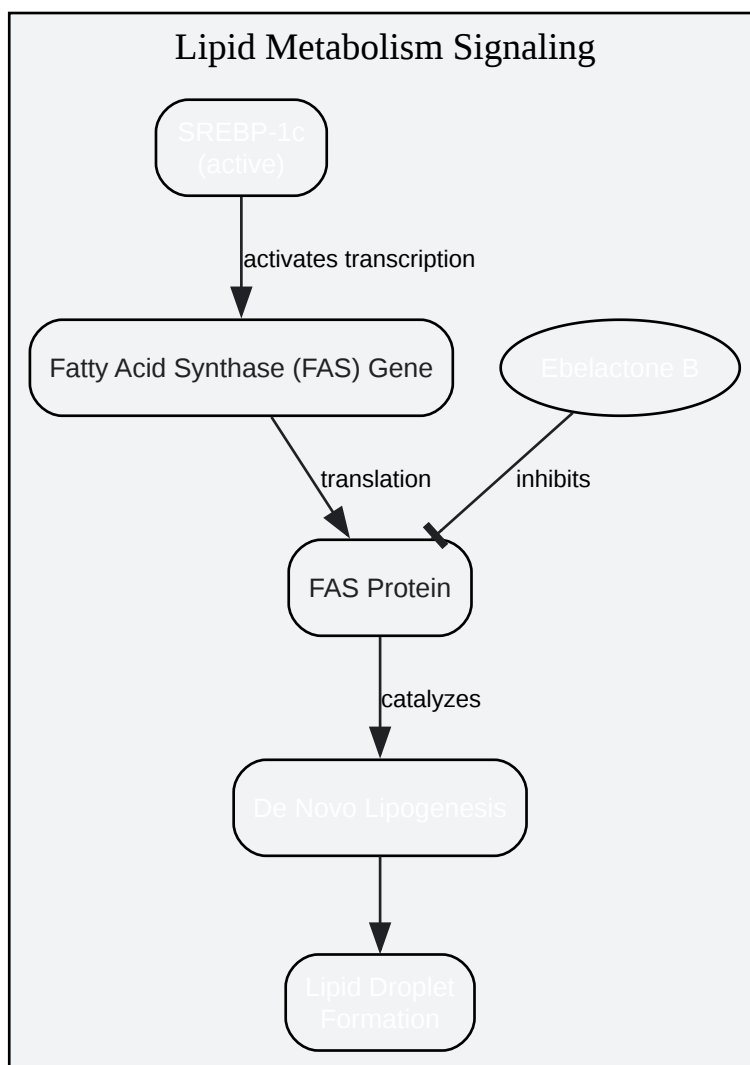 Lipid Metabolism Signaling
SREBP-1c
(active)
activates transcription
Fatty Acid Synthase (FAS) Gene
Ebelactone B
translation
inhibits
FAS Protein
catalyzes
De Novo Lipogenesis
Lipid Droplet
Formation